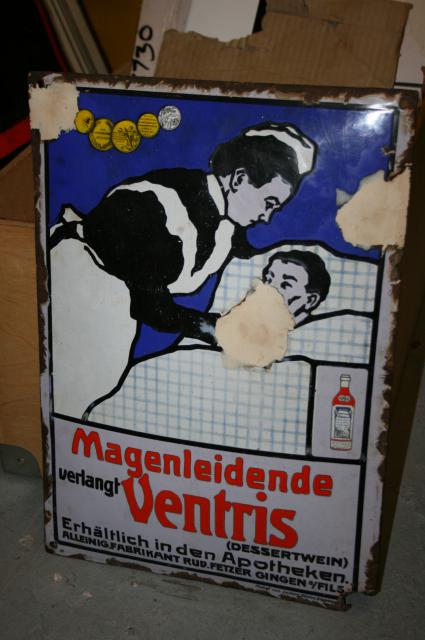 730
Magenleidende
verlangt Ventris
(DESSERTWEIN)
Erhältlich in den Apotheken.
ALLEINIG.FABRIKANT RUD.FETZER GINGEN a/FILS